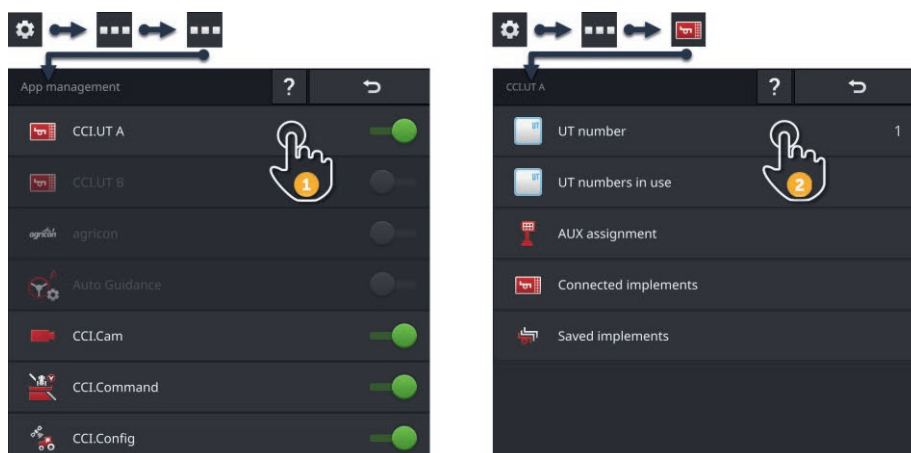 App management ?
CCI.UT A
1
CCI.UT B
agricon agricon
Auto Guidance
CCI.Cam
CCI.Command
CCI.Config
CCI.UT A ?
UT UT number 1
2
UT UT numbers in use
AUX assignment
Connected implements
Saved implements